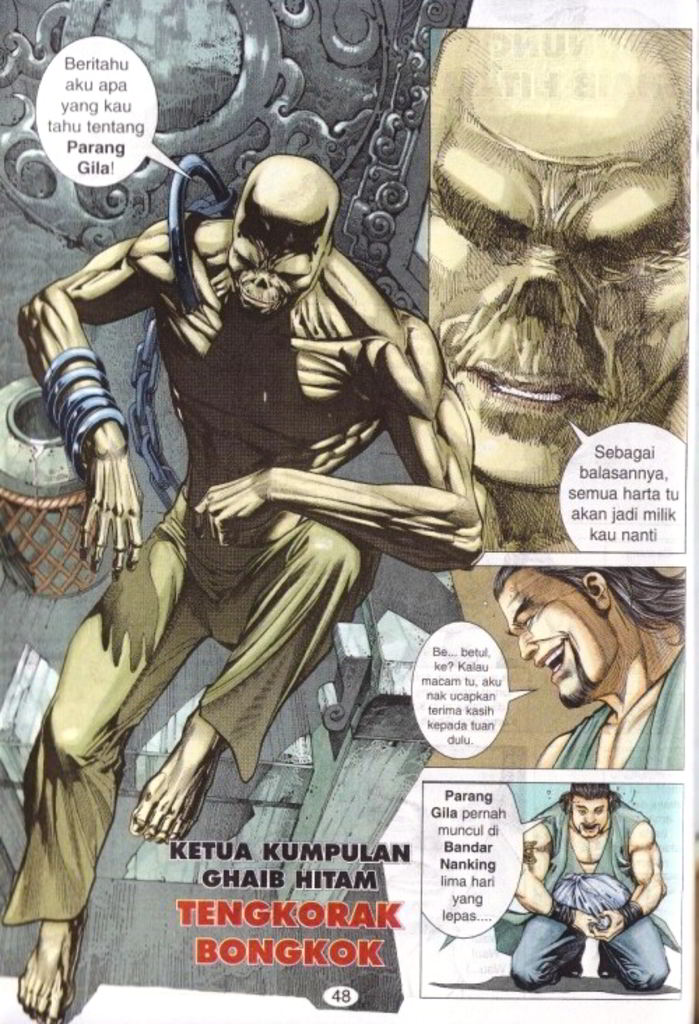 Beritahu
aku apa
yang kau
tahu tentang
Parang
Gila!
Sebagai
balasannya,
semua harta tu
akan jadi milik
kau nanti
Be... betul,
ke? Kalau
macam tu, aku
nak ucapkan
terima kasih
kepada tuan
dulu.
Parang
Gila pernah
muncul di
Bandar
Nanking
lima hari
yang
lepas....
KETUA KUMPULAN
GHAIB HITAM
TENGKORAK
BONGKOK
48